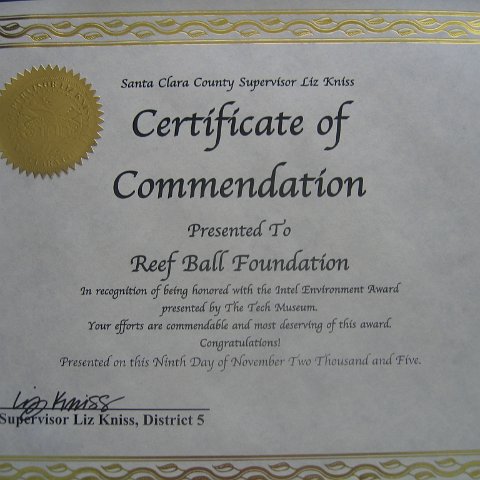 Santa Clara County Supervisor Liz Kniss
Certificate of
Commendation
Presented To
Reef Ball Foundation
In recognition of being honored with the Intel Environment Award
presented by The Tech Museum.
Your efforts are commendable and most deserving of this award.
Congratulations!
Presented on this Ninth Day of November Two Thousand and Five.
Liz Kniss
Supervisor Liz Kniss, District 5